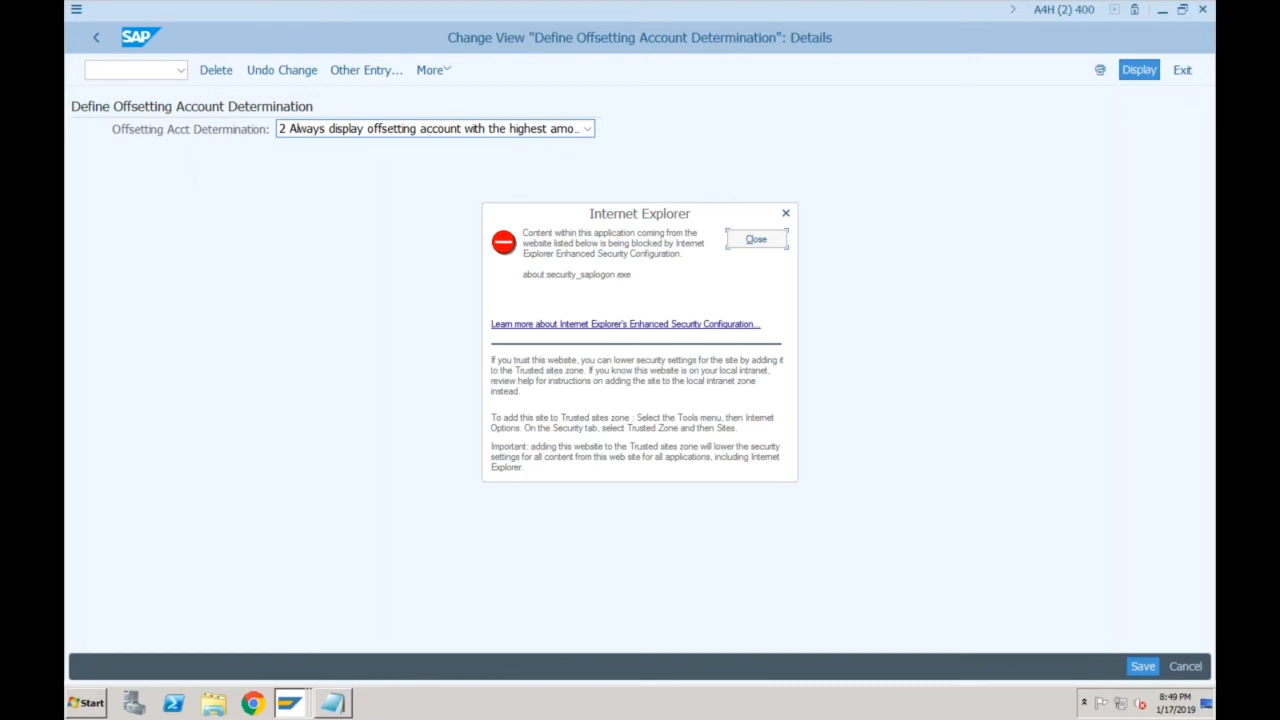 A4H (2) 400
SAP
Change View "Define Offsetting Account Determination": Details
Delete Undo Change Other Entry... More Display Exit
Define Offsetting Account Determination
Offsetting Acct Determination: 2 Always display offsetting account with the highest amo..
Internet Explorer
Content within this application coming from the
website listed below is being blocked by Internet
Explorer Enhanced Security Configuration.
Close
about:security_saplogon.exe
Learn more about Internet Explorer's Enhanced Security Configuration...
If you trust this website, you can lower security settings for the site by adding it
to the Trusted sites zone. If you know this website is on your local intranet,
review help for instructions on adding the site to the local intranet zone
instead.
To add this site to Trusted sites zone : Select the Tools menu, then Internet
Options. On the Security tab, select Trusted Zone and then Sites.
Important: adding this website to the Trusted sites zone will lower the security
settings for all content from this web site for all applications, including Internet
Explorer.
Save Cancel
Start
8:49 PM
1/17/2019